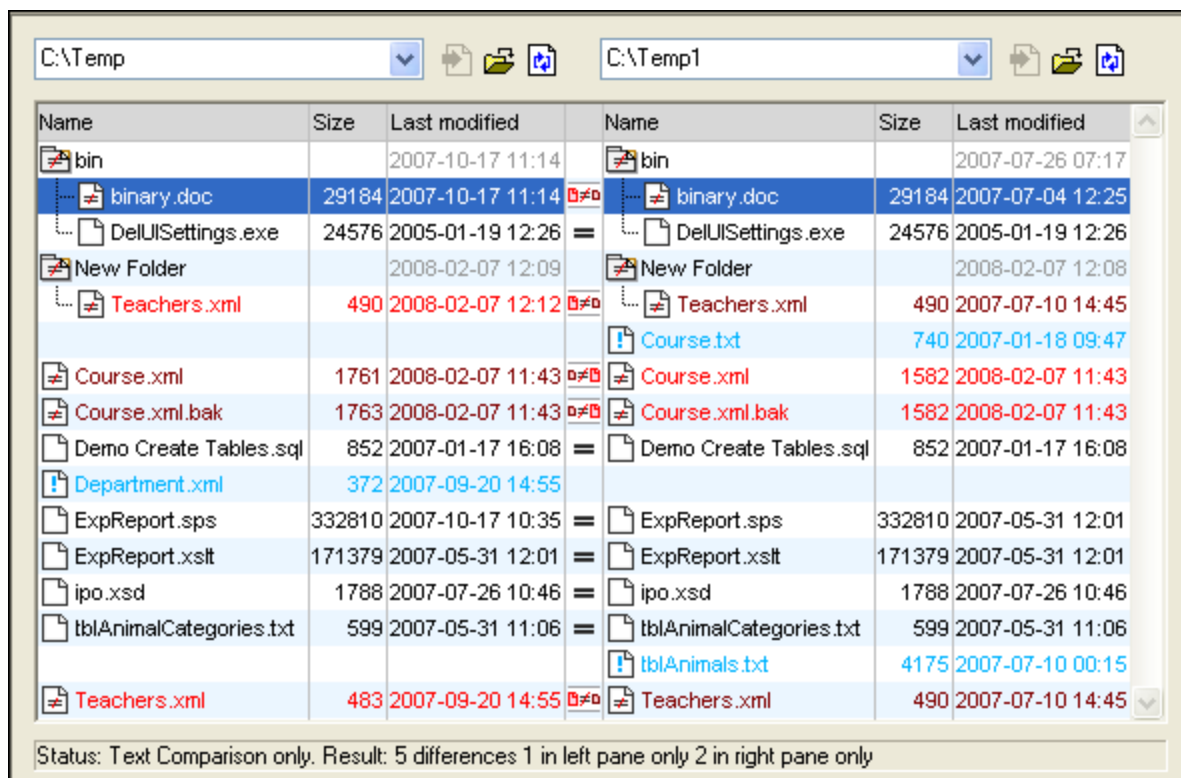 C:\Temp C:\Temp1
Name Size Last modified Name Size Last modified
bin 2007-10-17 11:14 bin 2007-07-26 07:17
binary.doc 29184 2007-10-17 11:14 binary.doc 29184 2007-07-04 12:25
DelUISettings.exe 24576 2005-01-19 12:26 = DelUISettings.exe 24576 2005-01-19 12:26
New Folder 2008-02-07 12:09 New Folder 2008-02-07 12:08
Teachers.xml 490 2008-02-07 12:12 Teachers.xml 490 2007-07-10 14:45
Course.txt 740 2007-01-18 09:47
Course.xml 1761 2008-02-07 11:43 Course.xml 1582 2008-02-07 11:43
Course.xml.bak 1763 2008-02-07 11:43 Course.xml.bak 1582 2008-02-07 11:43
Demo Create Tables.sql 852 2007-01-17 16:08 = Demo Create Tables.sql 852 2007-01-17 16:08
Department.xml 372 2007-09-20 14:55
ExpReport.sps 332810 2007-10-17 10:35 = ExpReport.sps 332810 2007-05-31 12:01
ExpReport.xslt 171379 2007-05-31 12:01 = ExpReport.xslt 171379 2007-05-31 12:01
ipo.xsd 1788 2007-07-26 10:46 = ipo.xsd 1788 2007-07-26 10:46
tblAnimalCategories.txt 599 2007-05-31 11:06 = tblAnimalCategories.txt 599 2007-05-31 11:06
tblAnimals.txt 4175 2007-07-10 00:15
Teachers.xml 483 2007-09-20 14:55 Teachers.xml 490 2007-07-10 14:45
Status: Text Comparison only. Result: 5 differences 1 in left pane only 2 in right pane only